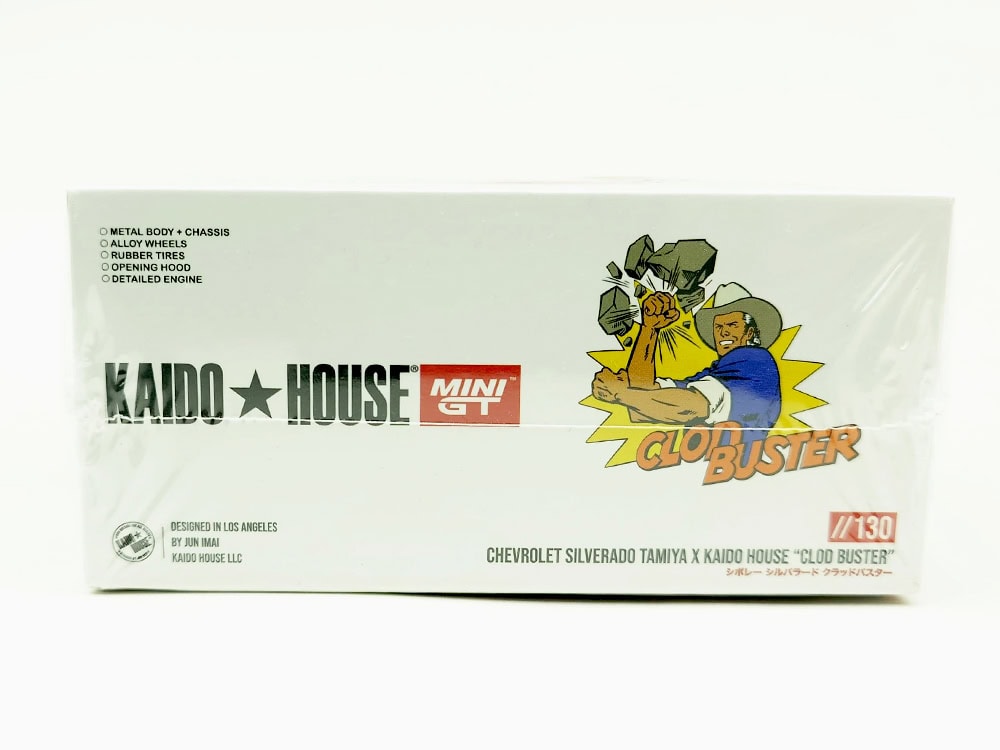 METAL BODY + CHASSIS
ALLOY WHEELS
RUBBER TIRES
OPENING HOOD
DETAILED ENGINE
KAIDO★HOUSE®
MINI GT™
CLOD
BUSTER
DESIGNED IN LOS ANGELES
BY JUN IMAI
KAIDO HOUSE LLC
//130
CHEVROLET SILVERADO TAMIYA X KAIDO HOUSE “CLOD BUSTER”
シボレー シルバラード クラッドバスター